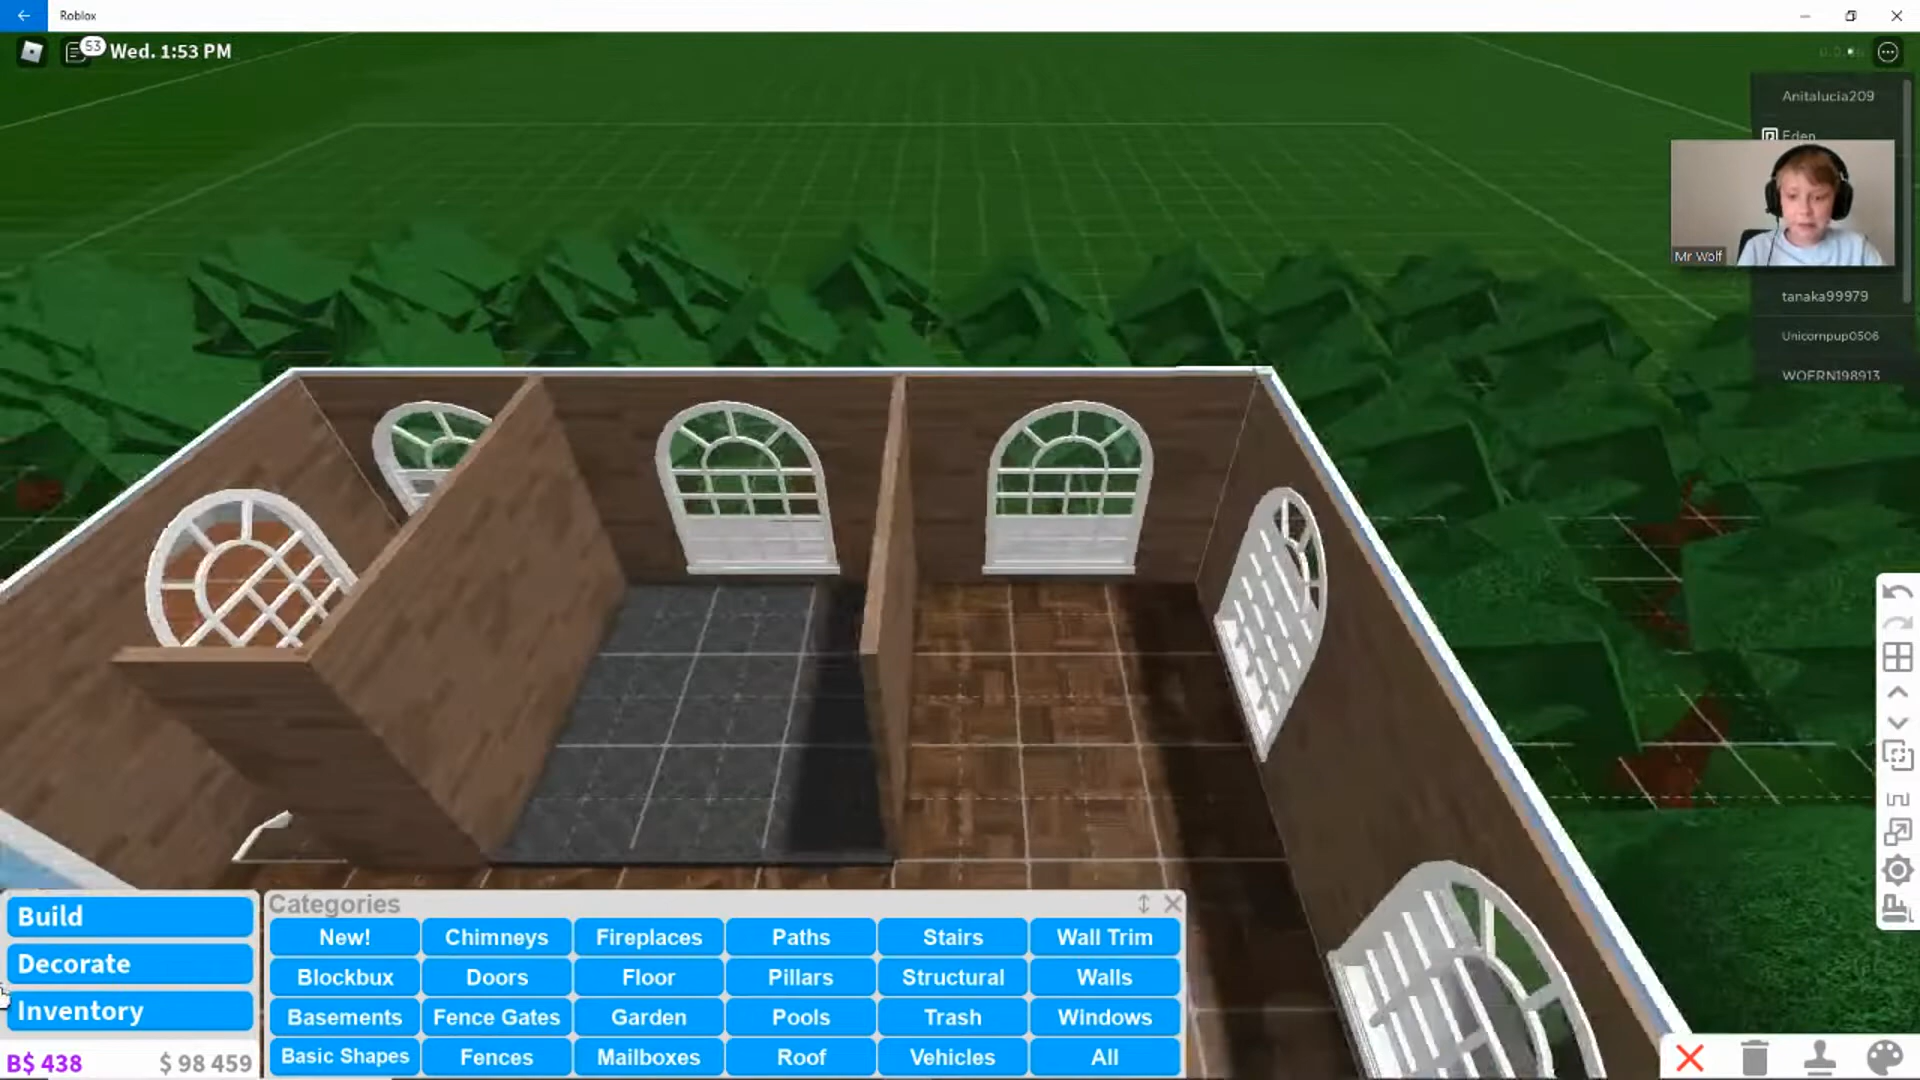 Roblox
53 Wed. 1:53 PM
Anitalucia209
Eden
Mr Wolf
tanaka99979
Unicornpup0506
WOFRN198913
Build
Decorate
Inventory
B$ 438 $ 98 459
Categories
New! Chimneys Fireplaces Paths Stairs Wall Trim
Blockbux Doors Floor Pillars Structural Walls
Basements Fence Gates Garden Pools Trash Windows
Basic Shapes Fences Mailboxes Roof Vehicles All